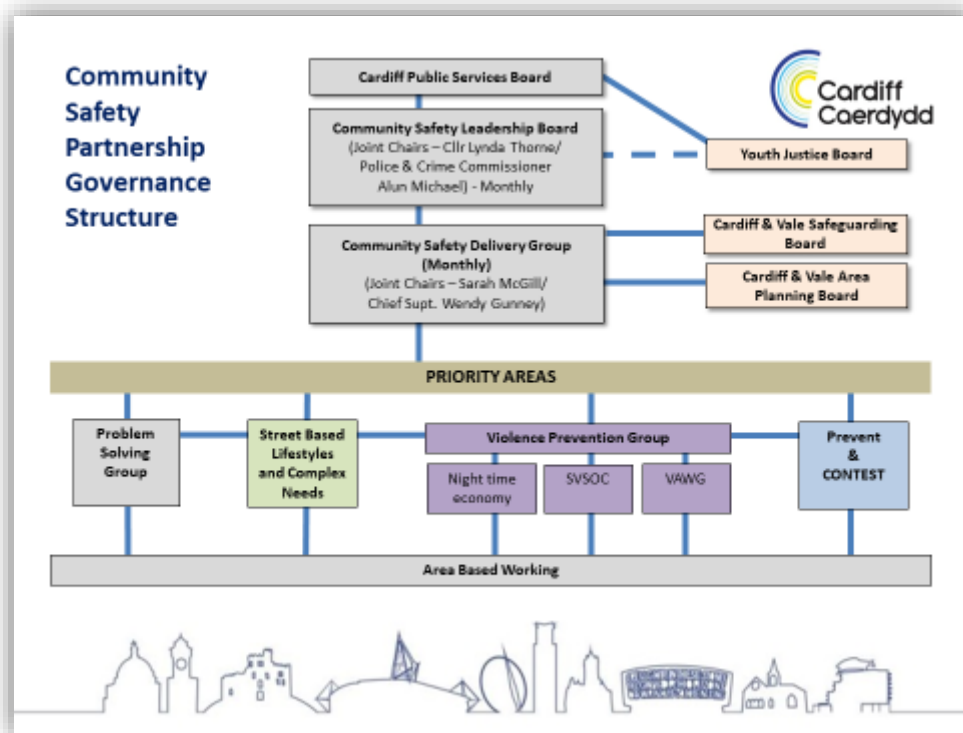 Community
Safety
Partnership
Governance
Structure
Cardiff Public Services Board
Cardiff
Caerdydd
Community Safety Leadership Board
(Joint Chairs – Cllr Lynda Thorne/
Police & Crime Commissioner
Alun Michael) - Monthly
Youth Justice Board
Community Safety Delivery Group
(Monthly)
(Joint Chairs – Sarah McGill/
Chief Supt. Wendy Gunney)
Cardiff & Vale Safeguarding
Board
Cardiff & Vale Area
Planning Board
PRIORITY AREAS
Problem
Solving
Group
Street Based
Lifestyles
and Complex
Needs
Violence Prevention Group
Night time
economy
SVSOC
VAWG
Prevent
&
CONTEST
Area Based Working